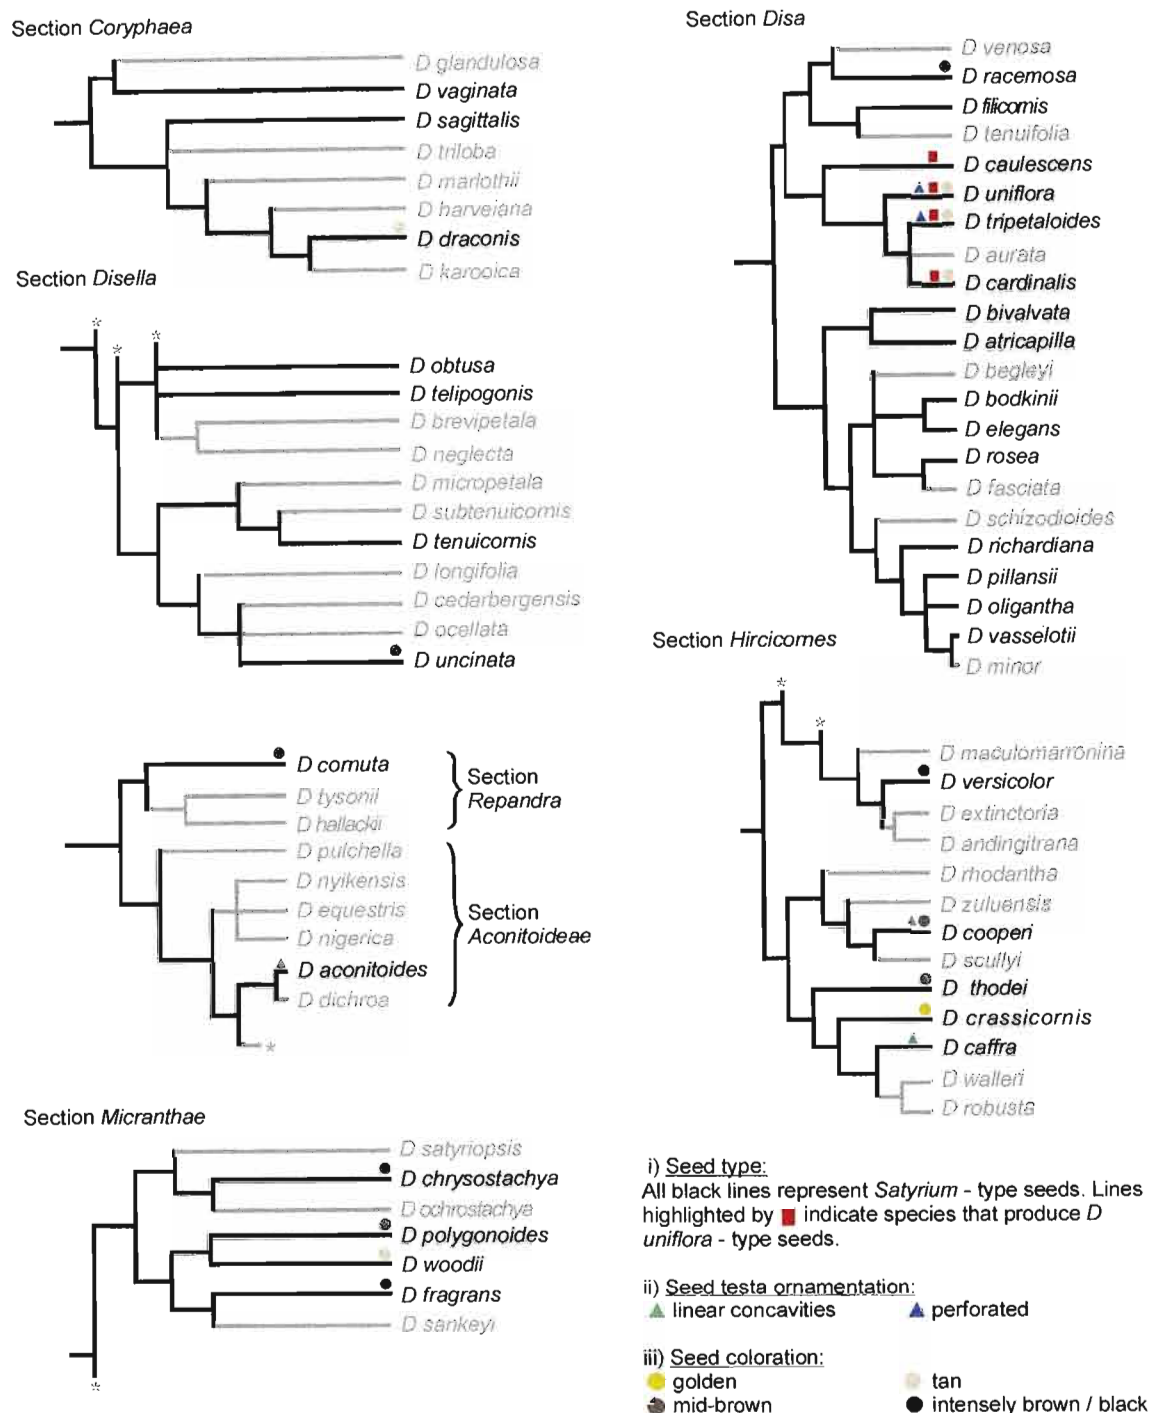 Section Coryphaea
D glandulosa
D vaginata
D sagittalis
D triloba
D marlothii
D harveiana
D draconis
D karooica
Section Disella
*
*
*
D obtusa
D telipogonis
D brevipetala
D neglecta
D micropetala
D subtenuicornis
D tenuicornis
D longifolia
D cedarbergensis
D ocellata
D uncinata
D cornuta
D tysonii
D hallackii
Section
Repandra
D pulchella
D nyikensis
D equestris
D nigerica
D aconitoides
D dichroa
*
Section
Aconitoideae
Section Micranthae
D satyriopsis
D chrysostachya
D ochrostachya
D polygonoides
D woodii
D fragrans
D sankeyi
*
Section Disa
D venosa
D racemosa
D filicornis
D tenuifolia
D caulescens
D uniflora
D tripetaloides
D aurata
D cardinalis
D bivalvata
D atricapilla
D begleyi
D bodkinii
D elegans
D rosea
D fasciata
D schizodioides
D richardiana
D pillansii
D oligantha
D vasselotii
D minor
Section Hircicornes
*
*
D maculomarronina
D versicolor
D extinctoria
D andingitrana
D rhodantha
D zuluensis
D cooperi
D scullyi
D thodei
D crassicornis
D caffra
D walleri
D robusta
i) Seed type:
All black lines represent Satyrium - type seeds. Lines
highlighted by indicate species that produce D
uniflora - type seeds.
ii) Seed testa ornamentation:
linear concavities perforated
iii) Seed coloration:
golden tan
mid-brown intensely brown / black